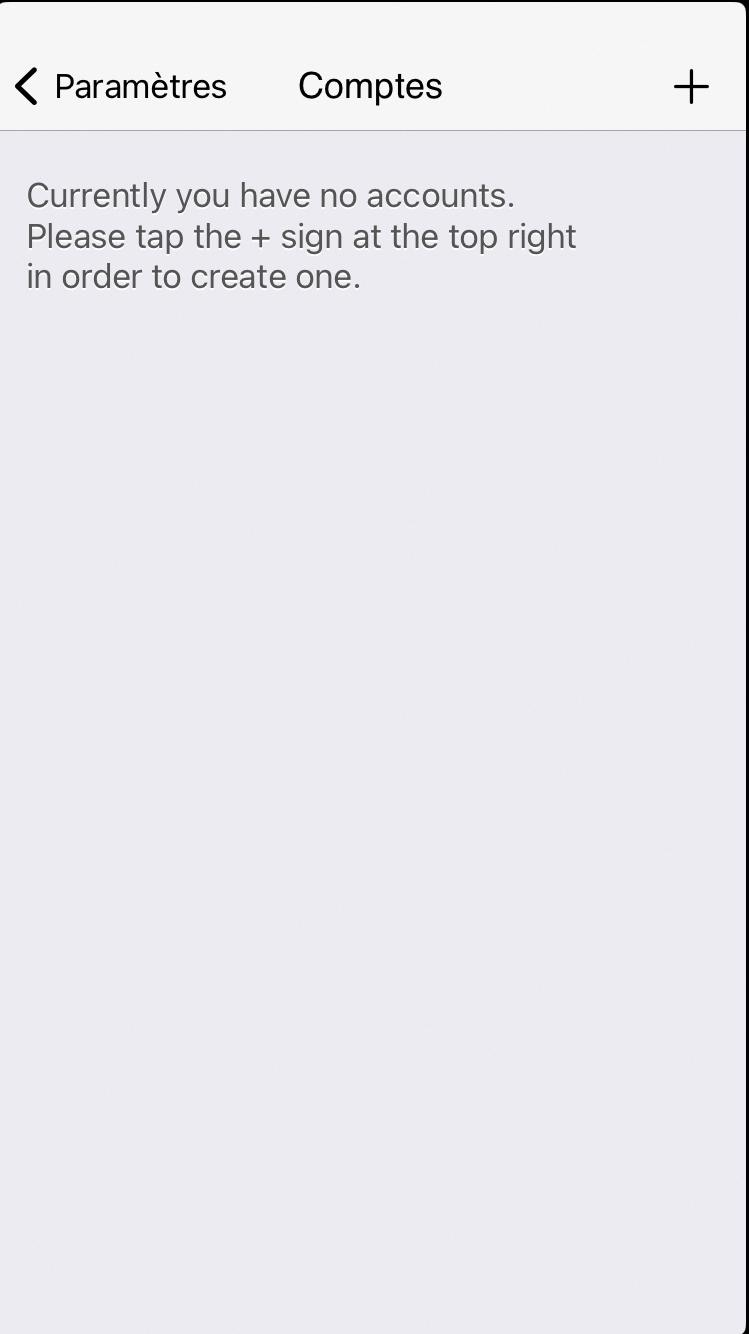 Paramètres Comptes +
Currently you have no accounts.
Please tap the + sign at the top right
in order to create one.